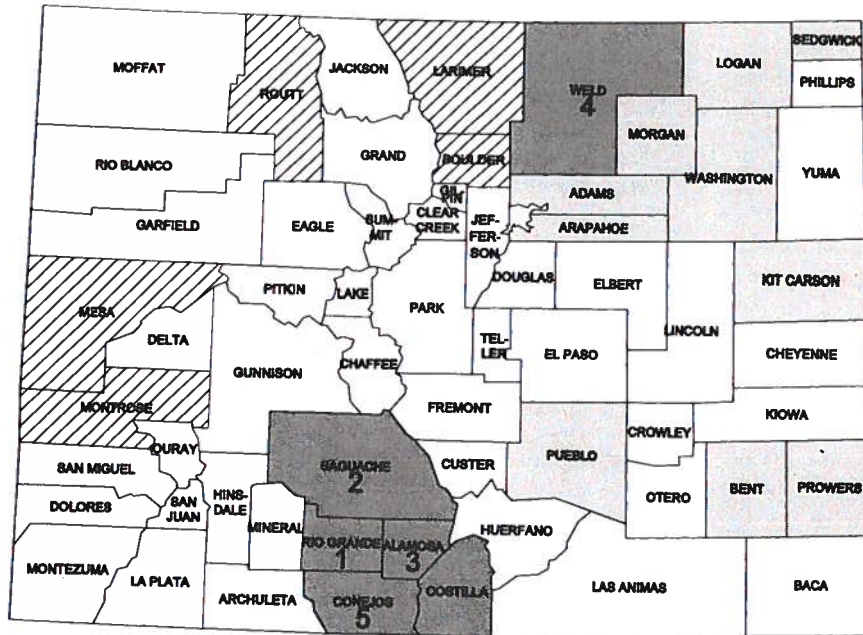 MOFFAT
ROUTT
JACKSON
LARIMER
WELD
4
LOGAN
SEDGWICK
PHILLIPS
MORGAN
RIO BLANCO
GRAND
BOULDER
WASHINGTON
YUMA
GARFIELD
EAGLE
SUM-
MIT
GIL-
PIN
CLEAR
CREEK
JEF-
FER-
SON
ADAMS
ARAPAHOE
MESA
PITKIN
LAKE
PARK
DOUGLAS
ELBERT
LINCOLN
KIT CARSON
DELTA
GUNNISON
CHAFFEE
TEL-
LER
EL PASO
CHEYENNE
MONTROSE
FREMONT
KIOWA
OURAY
SAN MIGUEL
SAGUACHE
2
CUSTER
PUEBLO
CROWLEY
BENT
PROWERS
DOLORES
SAN
JUAN
HINS-
DALE
MINERAL
RIO GRANDE
1
ALAMOSA
3
HUERFANO
OTERO
MONTEZUMA
LA PLATA
ARCHULETA
CONEJOS
5
COSTILLA
LAS ANIMAS
BACA